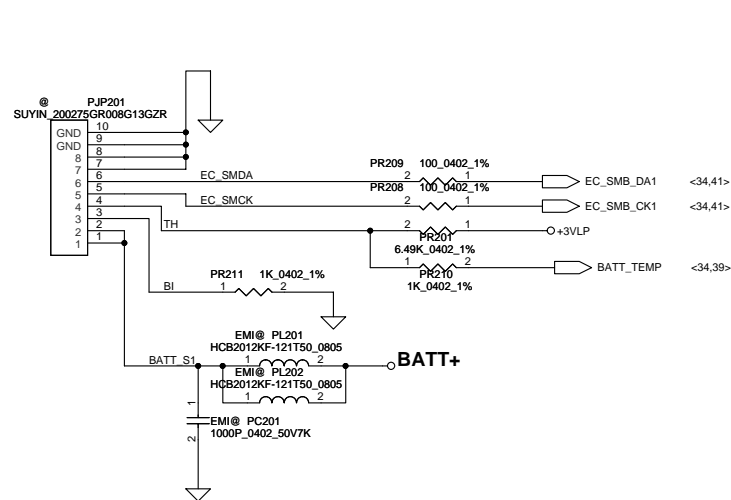 @ PJP201
SUYIN_200275GR008G13GZR
GND 10
GND 9
8 8
7 7
6 6
5 5
4 4
3 3
2 2
1 1
EC_SMDA
PR209 100_0402_1%
2 1
EC_SMB_DA1 <34,41>
EC_SMCK
PR208 100_0402_1%
2 1
EC_SMB_CK1 <34,41>
TH
2 1
+3VLP
PR201
6.49K_0402_1%
1 2
BATT_TEMP <34,39>
PR210
1K_0402_1%
BI
PR211 1K_0402_1%
1 2
EMI@ PL201
HCB2012KF-121T50_0805
BATT_S1
1 2
BATT+
EMI@ PL202
HCB2012KF-121T50_0805
1 2
1
EMI@ PC201
1000P_0402_50V7K
2